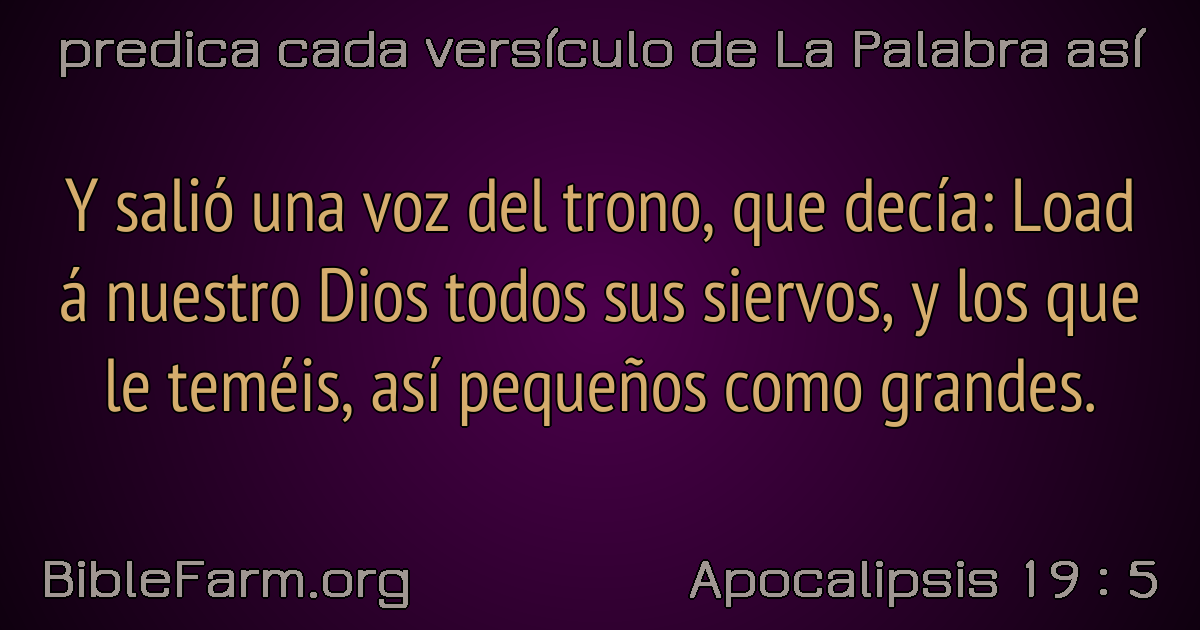 predica cada versículo de La Palabra así
Y salió una voz del trono, que decía: Load
á nuestro Dios todos sus siervos, y los que
le teméis, así pequeños como grandes.
BibleFarm.org
Apocalipsis 19 : 5